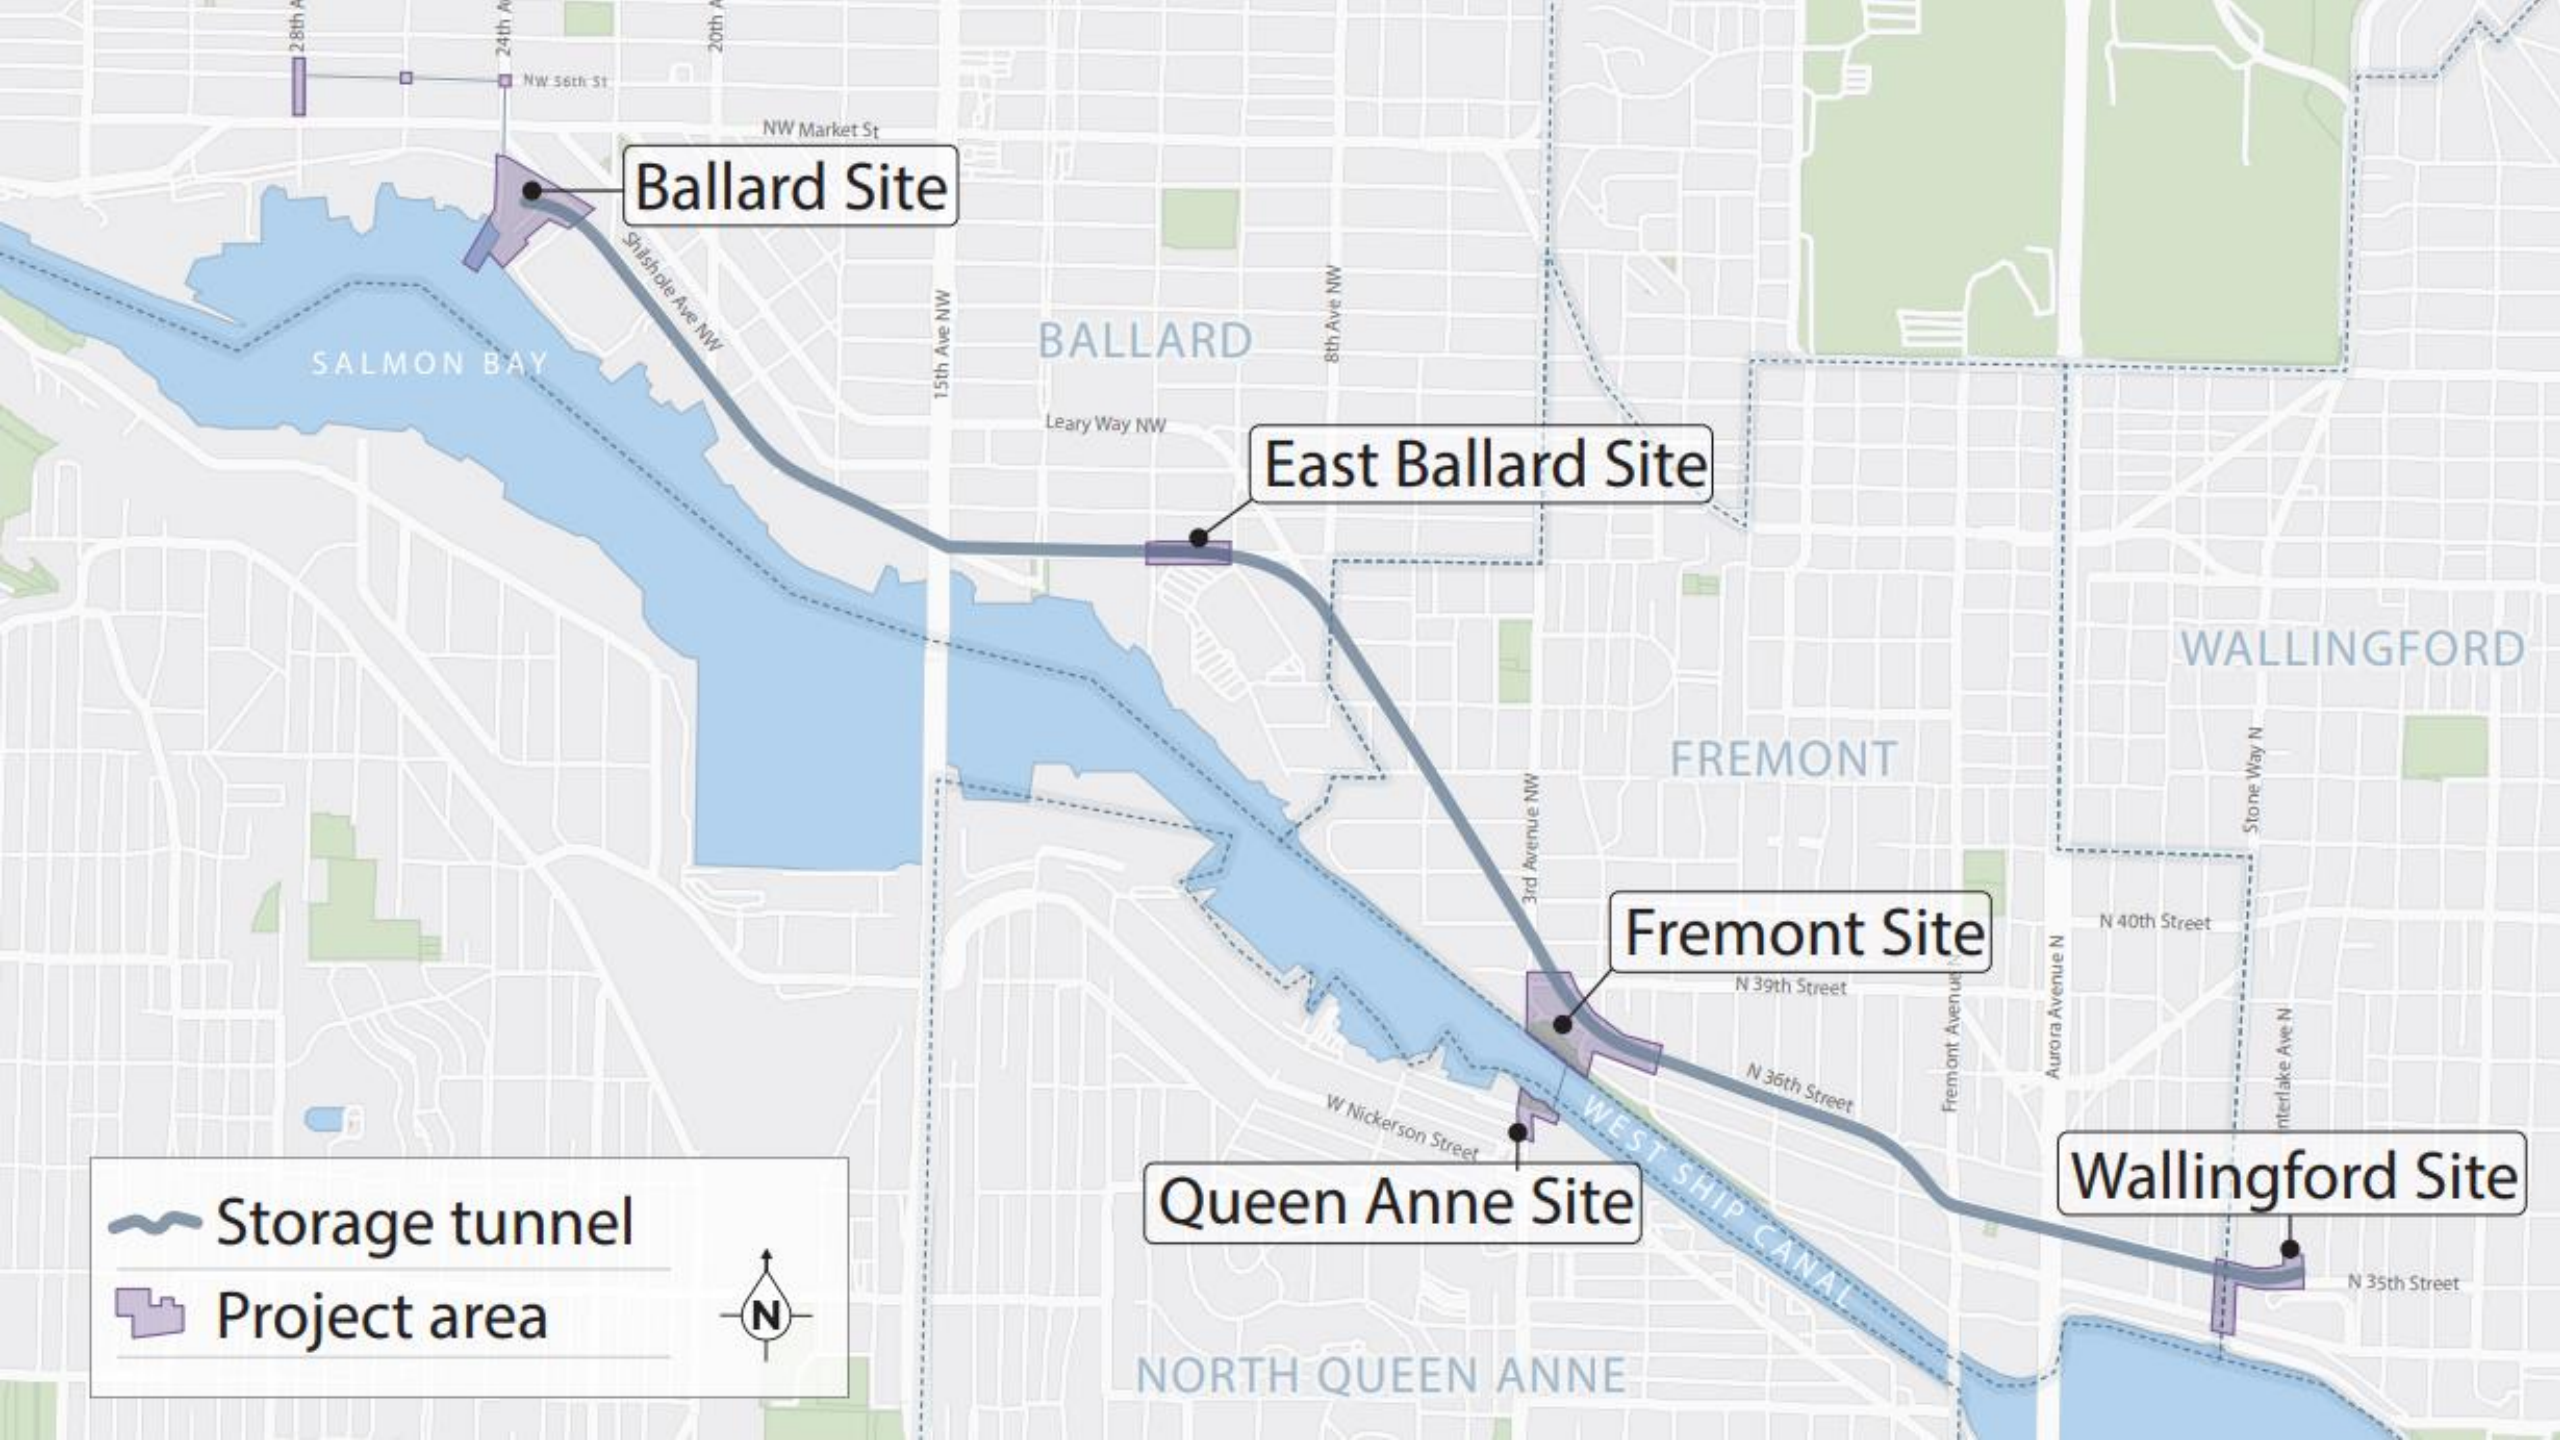 28th A
24th A
20th A
NW 56th St
NW Market St
Ballard Site
Shilshole Ave NW
15th Ave NW
8th Ave NW
BALLARD
SALMON BAY
Leary Way NW
East Ballard Site
WALLINGFORD
FREMONT
Stone Way N
3rd Avenue NW
Fremont Site
N 40th Street
N 39th Street
Fremont Avenue N
Aurora Avenue N
nterlake Ave N
N 36th Street
W Nickerson Street
WEST SHIP CANAL
Queen Anne Site
Wallingford Site
N 35th Street
NORTH QUEEN ANNE
Storage tunnel
Project area
N